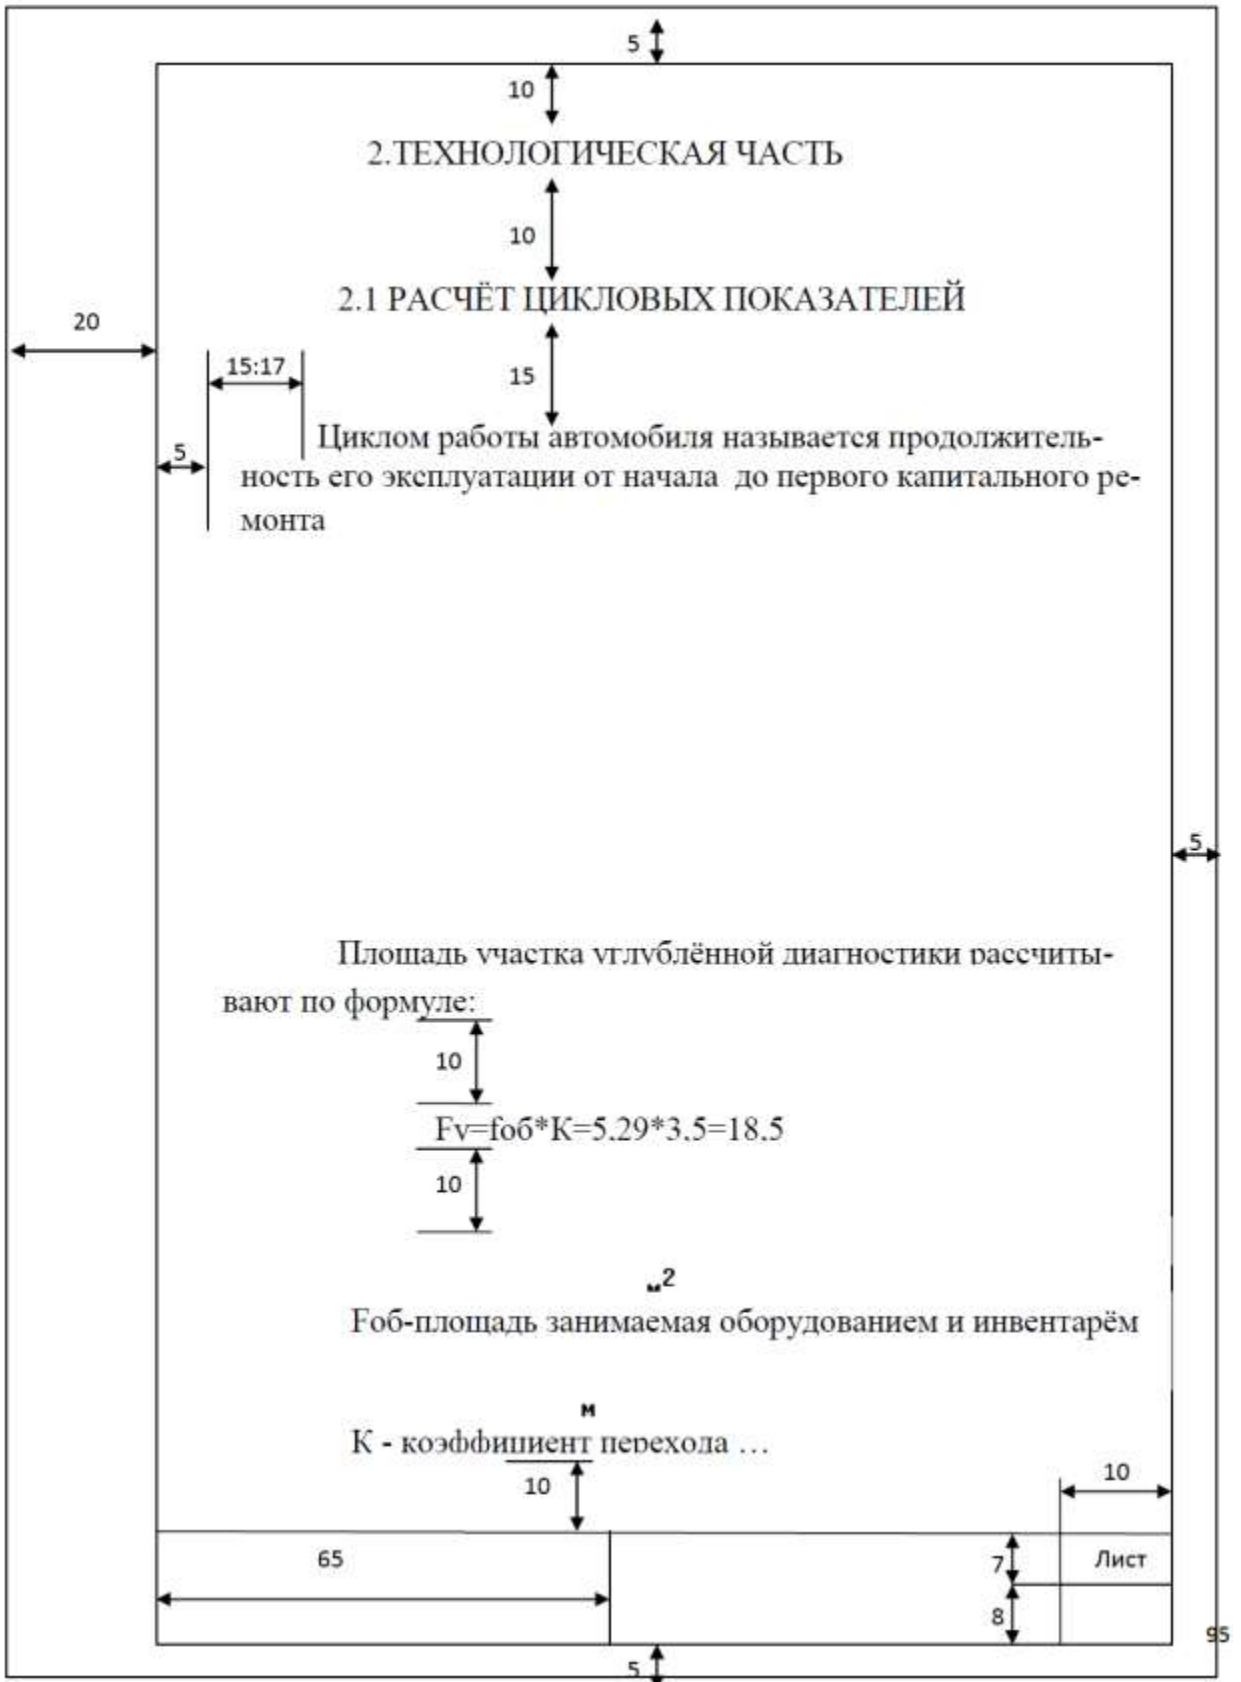 5
10
2.ТЕХНОЛОГИЧЕСКАЯ ЧАСТЬ
10
2.1 РАСЧЁТ ЦИКЛОВЫХ ПОКАЗАТЕЛЕЙ
20
15:17
15
Циклом работы автомобиля называется продолжитель-
5
ность его эксплуатации от начала до первого капитального ре-
монта
5
Площадь участка углублённой диагностики рассчиты-
вают по формуле:
10
Fу=fоб*К=5.29*3.5=18.5
10
м2
Fоб-площадь занимаемая оборудованием и инвентарём
м
К - коэффициент перехода …
10
10
65
7
Лист
8
95
5